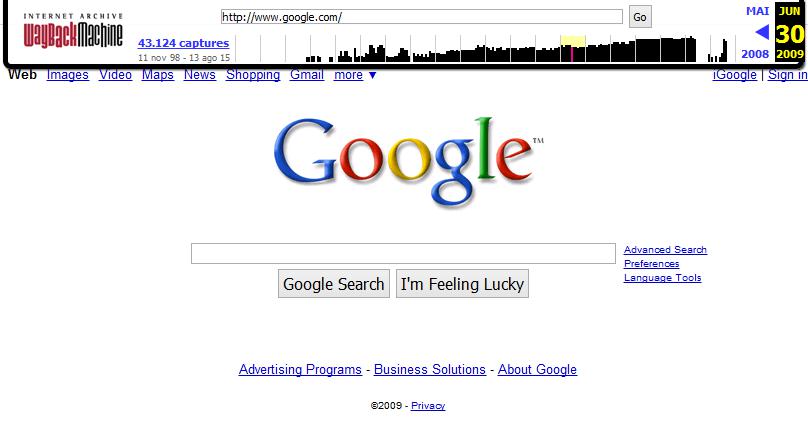 INTERNET ARCHIVE
WayBackMachine
http://www.google.com/ Go
43.124 captures
11 nov 98 - 13 ago 15
MAI JUN
30
2008 2009
Web Images Video Maps News Shopping Gmail more ▼ iGoogle | Sign in
Google™
Advanced Search
Preferences
Language Tools
Google Search I'm Feeling Lucky
Advertising Programs - Business Solutions - About Google
©2009 - Privacy